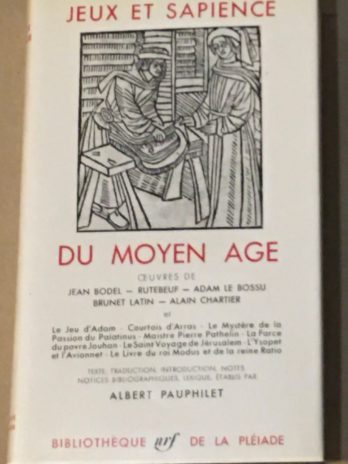 JEUX ET SAPIENCE
DU MOYEN AGE
ŒUVRES DE
JEAN BODEL — RUTEBEUF — ADAM LE BOSSU
BRUNET LATIN — ALAIN CHARTIER
et
Le Jeu d'Adam · Courtois d'Arras · Le Mystère de la
Passion du Palatinus · Maistre Pierre Pathelin · La Farce
du povre Jouhan · Le Saint Voyage de Jérusalem · L'Ysopet
et l'Avionnet · Le Livre du roi Modus et de la reine Ratio
TEXTE, TRADUCTION, INTRODUCTION, NOTES
NOTICES BIBLIOGRAPHIQUES, LEXIQUE, ÉTABLIS PAR
ALBERT PAUPHILET
BIBLIOTHÈQUE nrf DE LA PLÉIADE